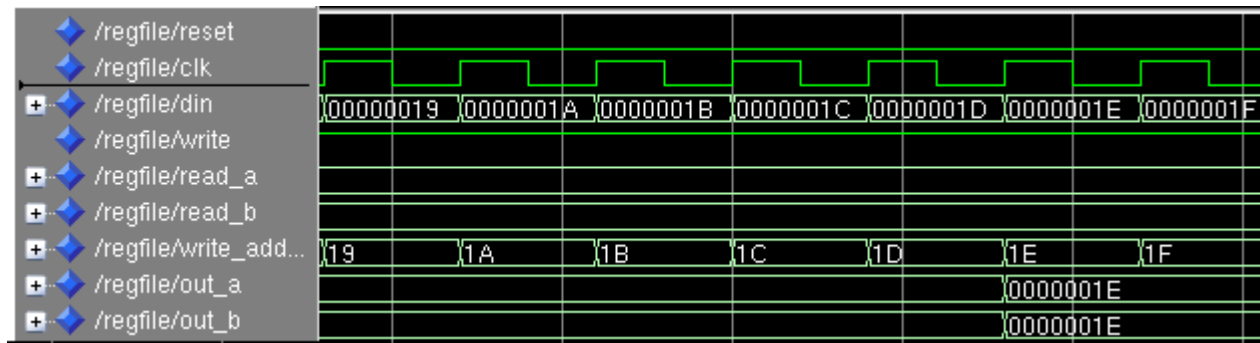 /regfile/reset
/regfile/clk
/regfile/din 00000019 0000001A 0000001B 0000001C 0000001D 0000001E 0000001F
/regfile/write
/regfile/read_a
/regfile/read_b
/regfile/write_add... 19 1A 1B 1C 1D 1E 1F
/regfile/out_a 0000001E
/regfile/out_b 0000001E